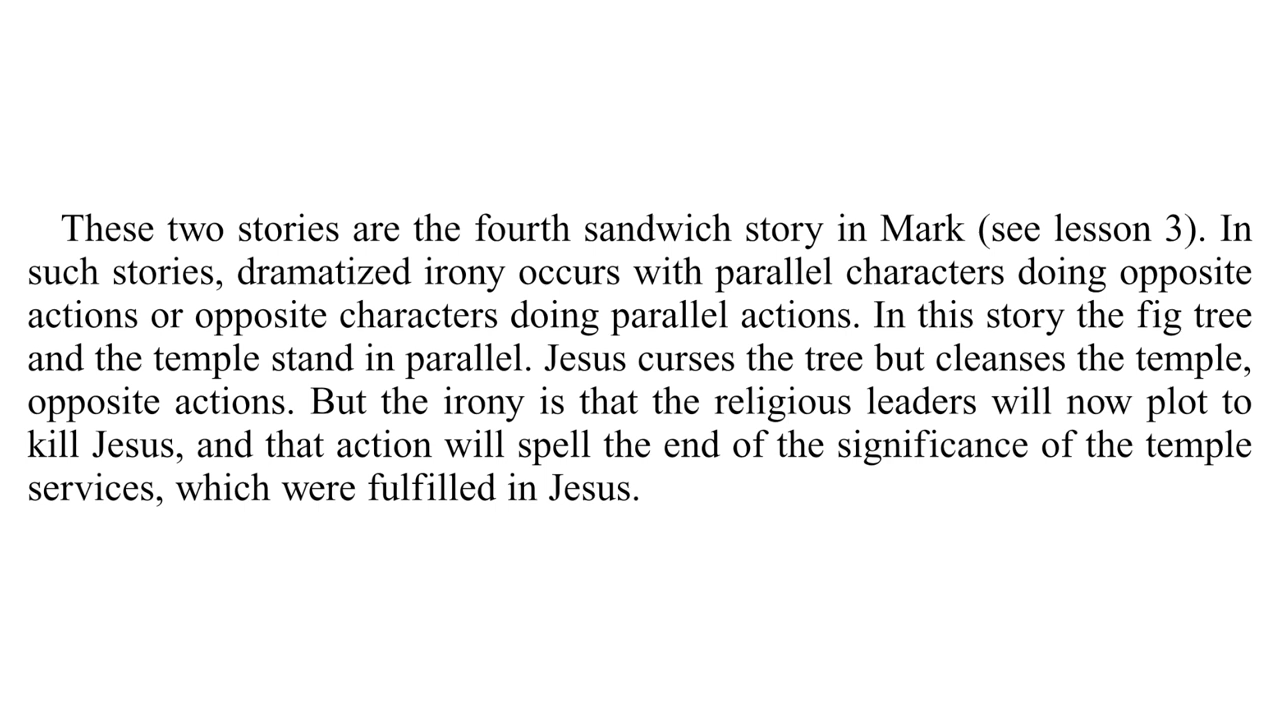 These two stories are the fourth sandwich story in Mark (see lesson 3). In
such stories, dramatized irony occurs with parallel characters doing opposite
actions or opposite characters doing parallel actions. In this story the fig tree
and the temple stand in parallel. Jesus curses the tree but cleanses the temple,
opposite actions. But the irony is that the religious leaders will now plot to
kill Jesus, and that action will spell the end of the significance of the temple
services, which were fulfilled in Jesus.